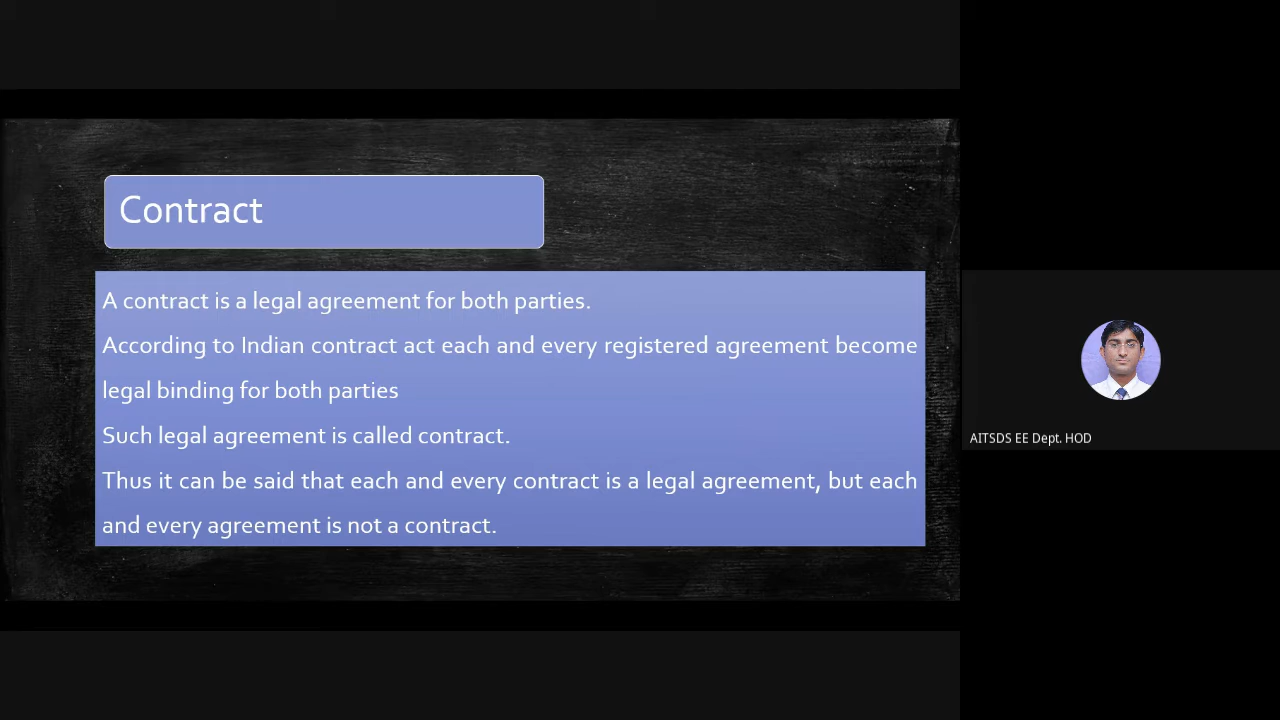 Contract
A contract is a legal agreement for both parties.
According to Indian contract act each and every registered agreement become
legal binding for both parties
Such legal agreement is called contract.
Thus it can be said that each and every contract is a legal agreement, but each
and every agreement is not a contract.
AITSDS EE Dept. HOD